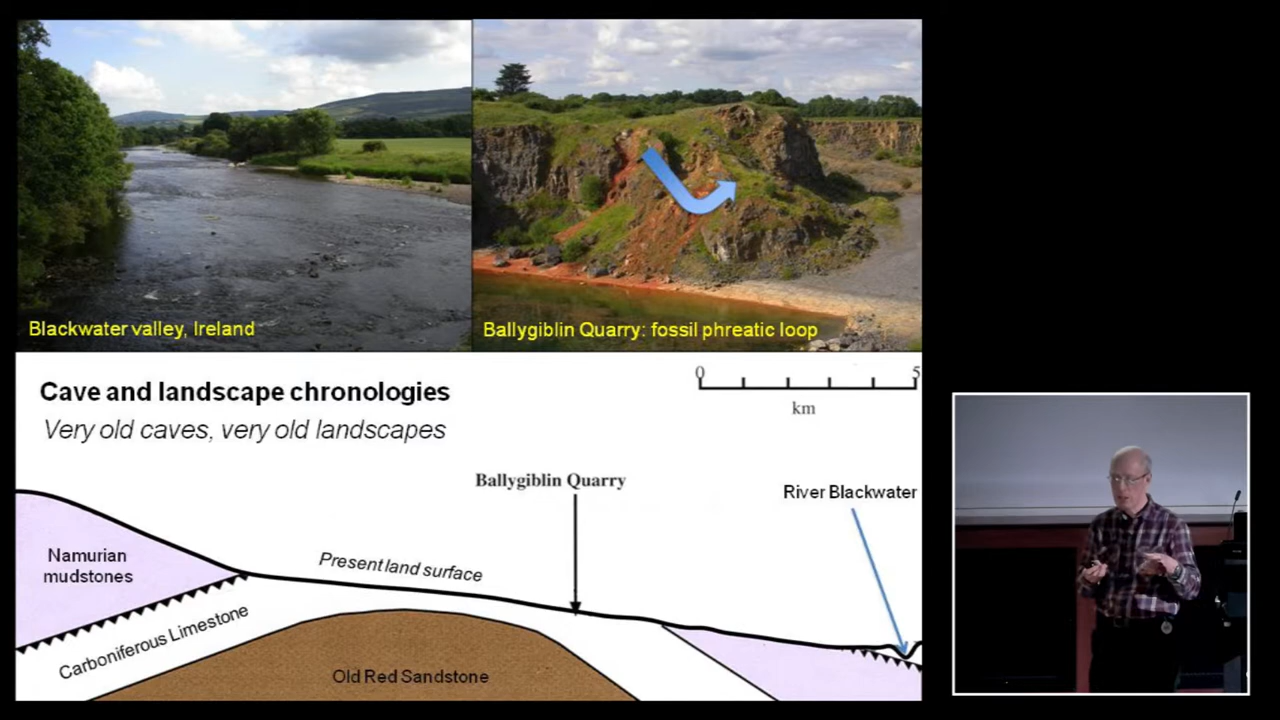 Blackwater valley, Ireland
Ballygiblin Quarry: fossil phreatic loop
Cave and landscape chronologies
Very old caves, very old landscapes
0
5
km
Ballygiblin Quarry
River Blackwater
Namurian
mudstones
Present land surface
Carboniferous Limestone
Old Red Sandstone